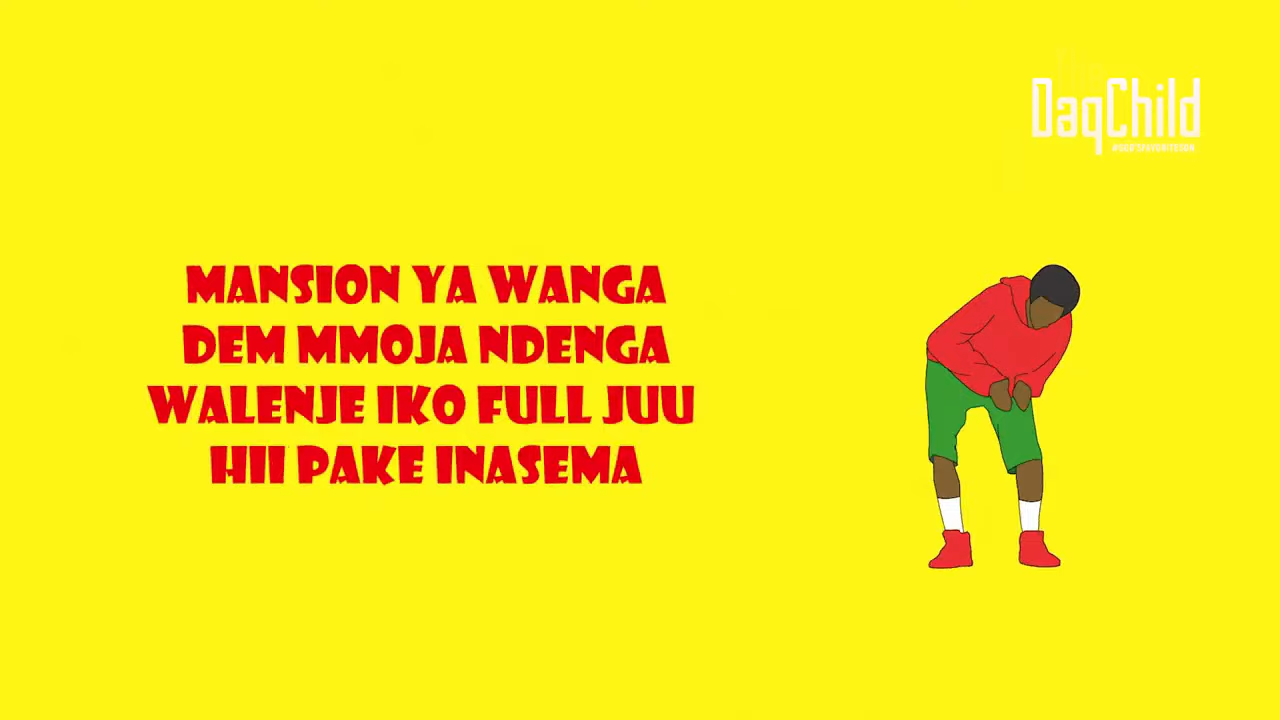 DaqChild
MANSION YA WANGA
DEM MMOJA NDENGA
WALENJE IKO FULL JUU
HII PAKE INASEMA